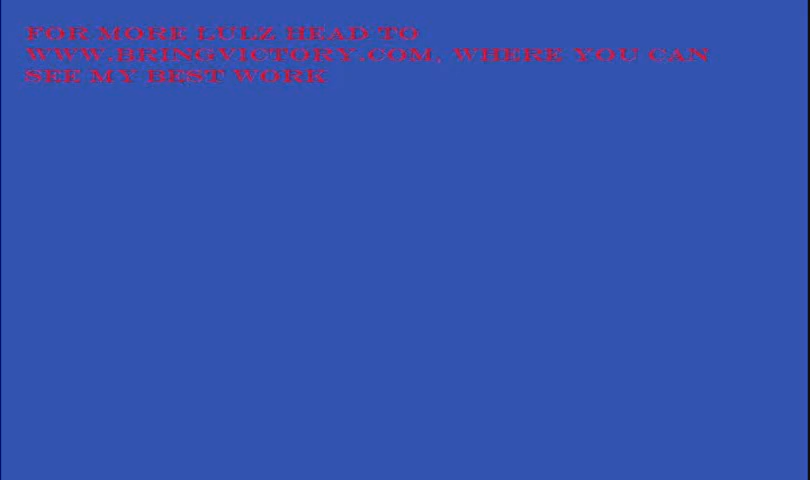 FOR MORE LULZ HEAD TO
WWW.BRINGVICTORY.COM, WHERE YOU CAN
SEE MY BEST WORK